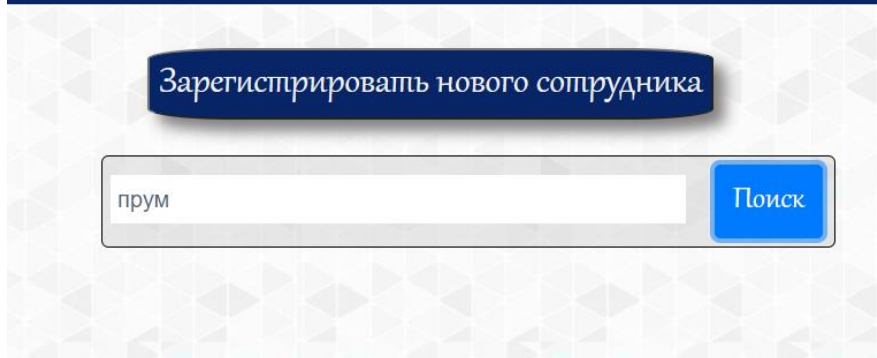 Зарегистрировать нового сотрудника
прум
Поиск